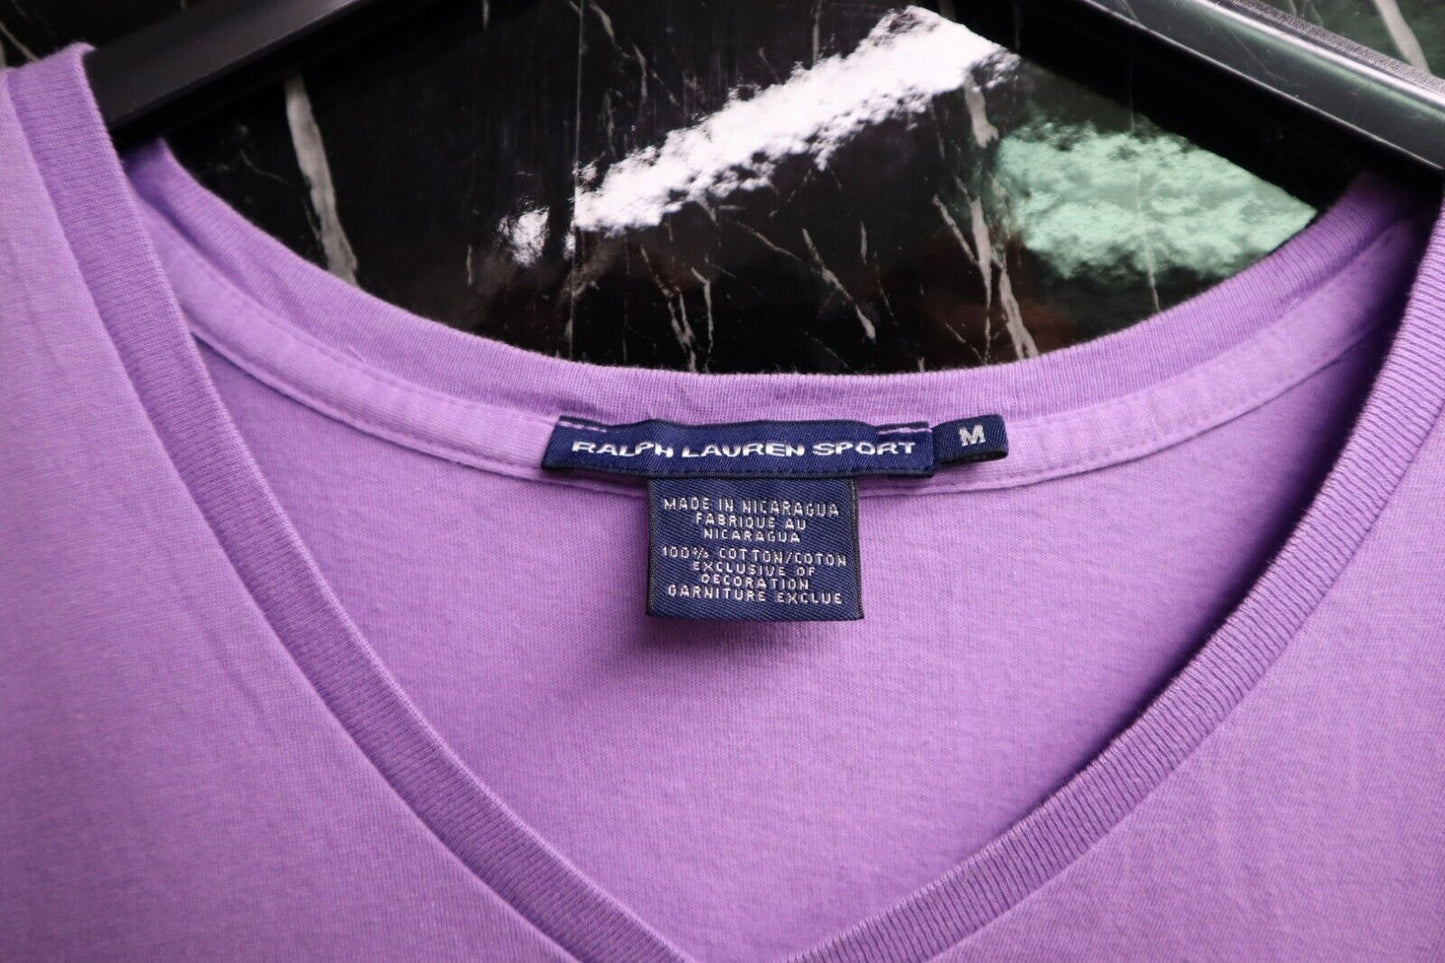 RALPH LAUREN SPORT
M
MADE IN NICARAGUA
FABRIQUE AU
NICARAGUA
100% COTTON/COTON
EXCLUSIVE OF
DECORATION
GARNITURE EXCLUE